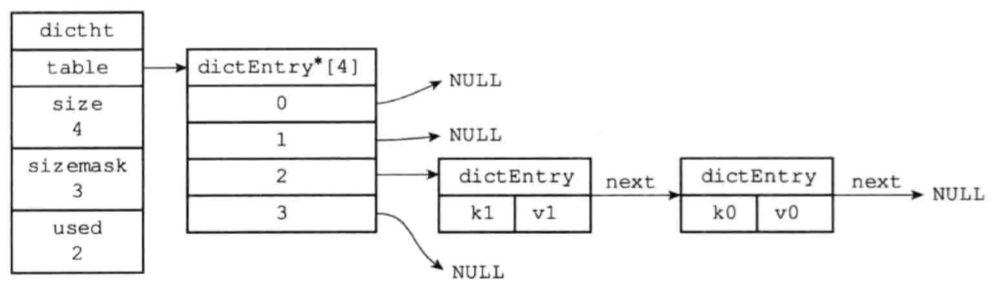 dictht
table
size
4
sizemask
3
used
2
dictEntry*[4]
0
1
2
3
NULL
NULL
dictEntry
k1 v1
next
dictEntry
k0 v0
next
NULL
NULL